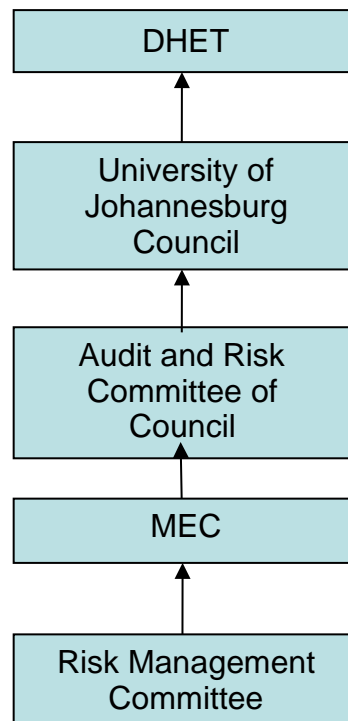 DHET
University of
Johannesburg
Council
Audit and Risk
Committee of
Council
MEC
Risk Management
Committee